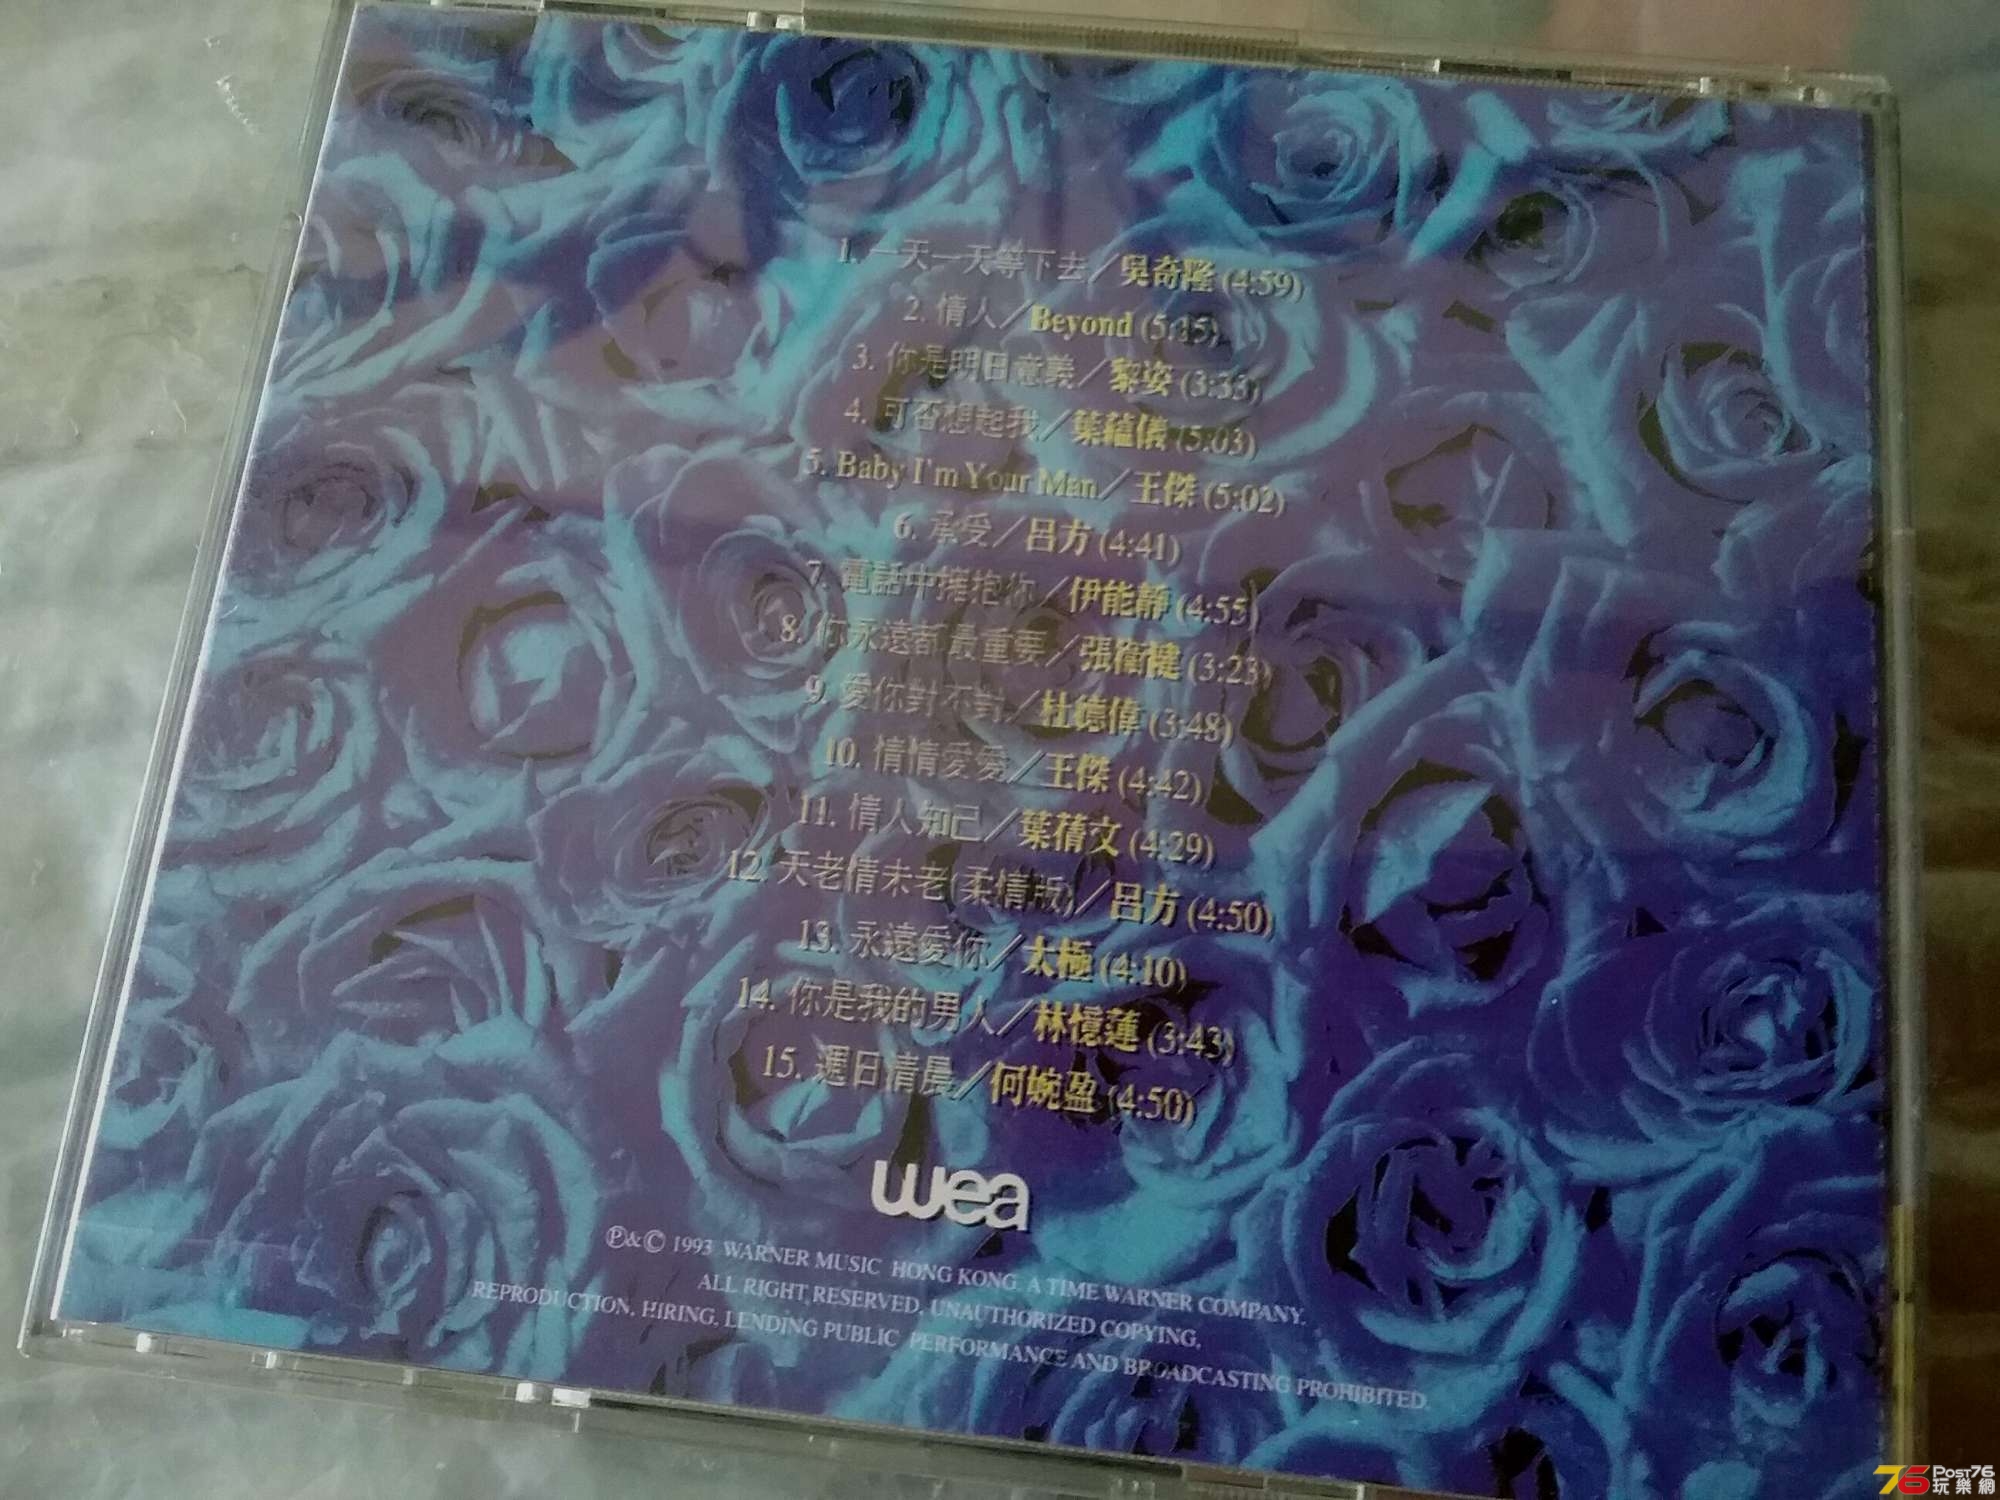 1. 一天一天等下去／吳奇隆 (4:59)
2. 情人／Beyond (5:15)
3. 你是明日意義／黎姿 (3:33)
4. 可否想起我／葉蘊儀 (5:03)
5. Baby I'm Your Man／王傑 (5:02)
6. 承受／呂方 (4:41)
7. 電話中擁抱你／伊能靜 (4:55)
8. 你永遠都最重要／張衛健 (3:23)
9. 愛你對不對／杜德偉 (3:48)
10. 情情愛愛／王傑 (4:42)
11. 情人知己／葉蒨文 (4:29)
12. 天老情未老(柔情版)／呂方 (4:50)
13. 永遠愛你／太極 (4:10)
14. 你是我的男人／林憶蓮 (3:43)
15. 週日清晨／何婉盈 (4:50)
wea
℗&© 1993 WARNER MUSIC HONG KONG. A TIME WARNER COMPANY.
ALL RIGHT RESERVED. UNAUTHORIZED COPYING,
REPRODUCTION, HIRING, LENDING PUBLIC PERFORMANCE AND BROADCASTING PROHIBITED.
76 Post76
玩樂網